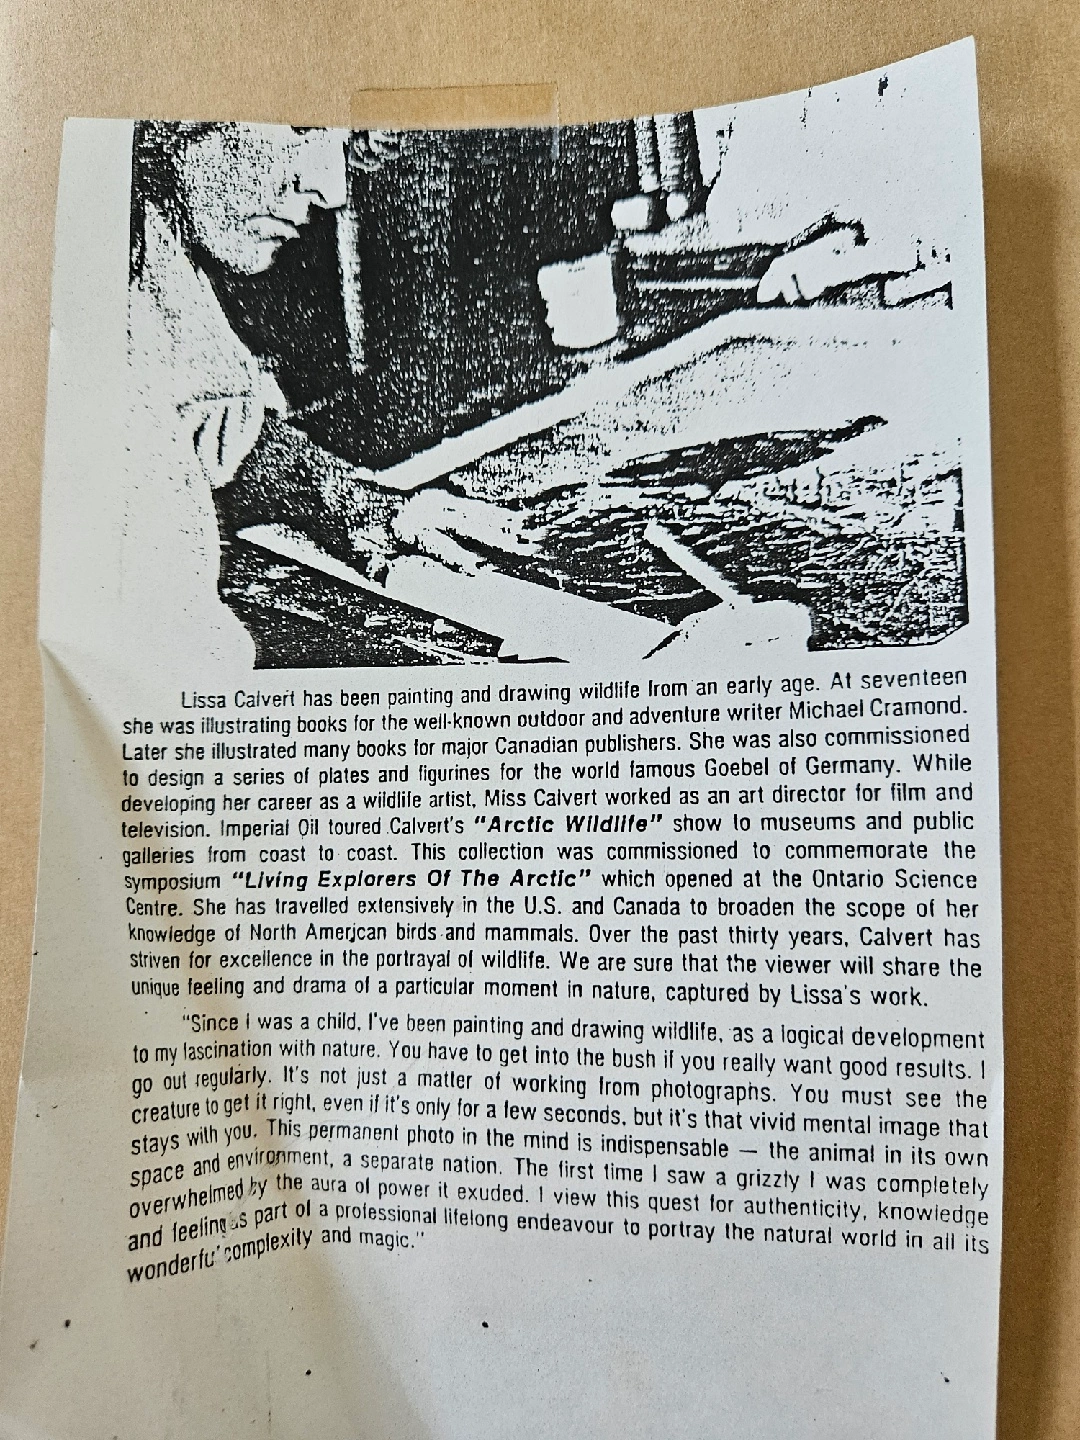 Lissa Calvert has been painting and drawing wildlife from an early age. At seventeen
she was illustrating books for the well-known outdoor and adventure writer Michael Cramond.
Later she illustrated many books for major Canadian publishers. She was also commissioned
to design a series of plates and figurines for the world famous Goebel of Germany. While
developing her career as a wildlife artist, Miss Calvert worked as an art director for film and
television. Imperial Oil toured Calvert's "Arctic Wildlife" show to museums and public
galleries from coast to coast. This collection was commissioned to commemorate the
symposium "Living Explorers Of The Arctic" which opened at the Ontario Science
Centre. She has travelled extensively in the U.S. and Canada to broaden the scope of her
knowledge of North American birds and mammals. Over the past thirty years, Calvert has
striven for excellence in the portrayal of wildlife. We are sure that the viewer will share the
unique feeling and drama of a particular moment in nature, captured by Lissa's work.
"Since I was a child, I've been painting and drawing wildlife, as a logical development
to my fascination with nature. You have to get into the bush if you really want good results. I
go out regularly. It's not just a matter of working from photographs. You must see the
creature to get it right, even if it's only for a few seconds, but it's that vivid mental image that
stays with you. This permanent photo in the mind is indispensable — the animal in its own
space and environment, a separate nation. The first time I saw a grizzly I was completely
overwhelmed by the aura of power it exuded. I view this quest for authenticity, knowledge
and feeling as part of a professional lifelong endeavour to portray the natural world in all its
wonderful complexity and magic."